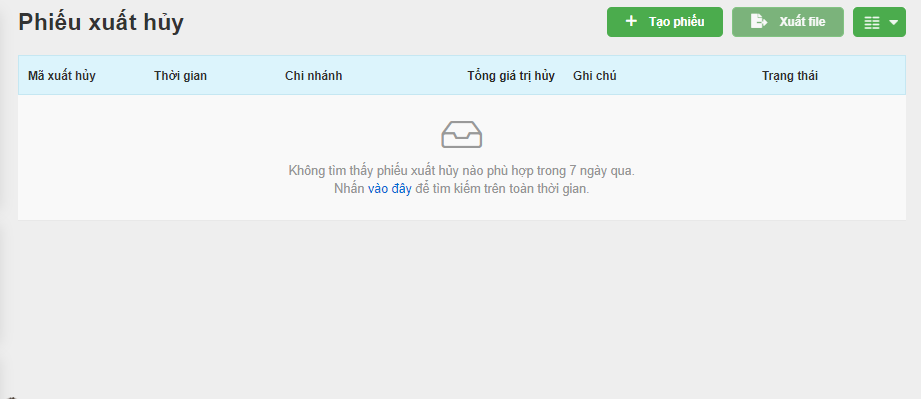 Phiếu xuất hủy
+ Tạo phiếu
Xuất file
Mã xuất hủy Thời gian Chi nhánh Tổng giá trị hủy Ghi chú Trạng thái
Không tìm thấy phiếu xuất hủy nào phù hợp trong 7 ngày qua.
Nhấn vào đây để tìm kiếm trên toàn thời gian.